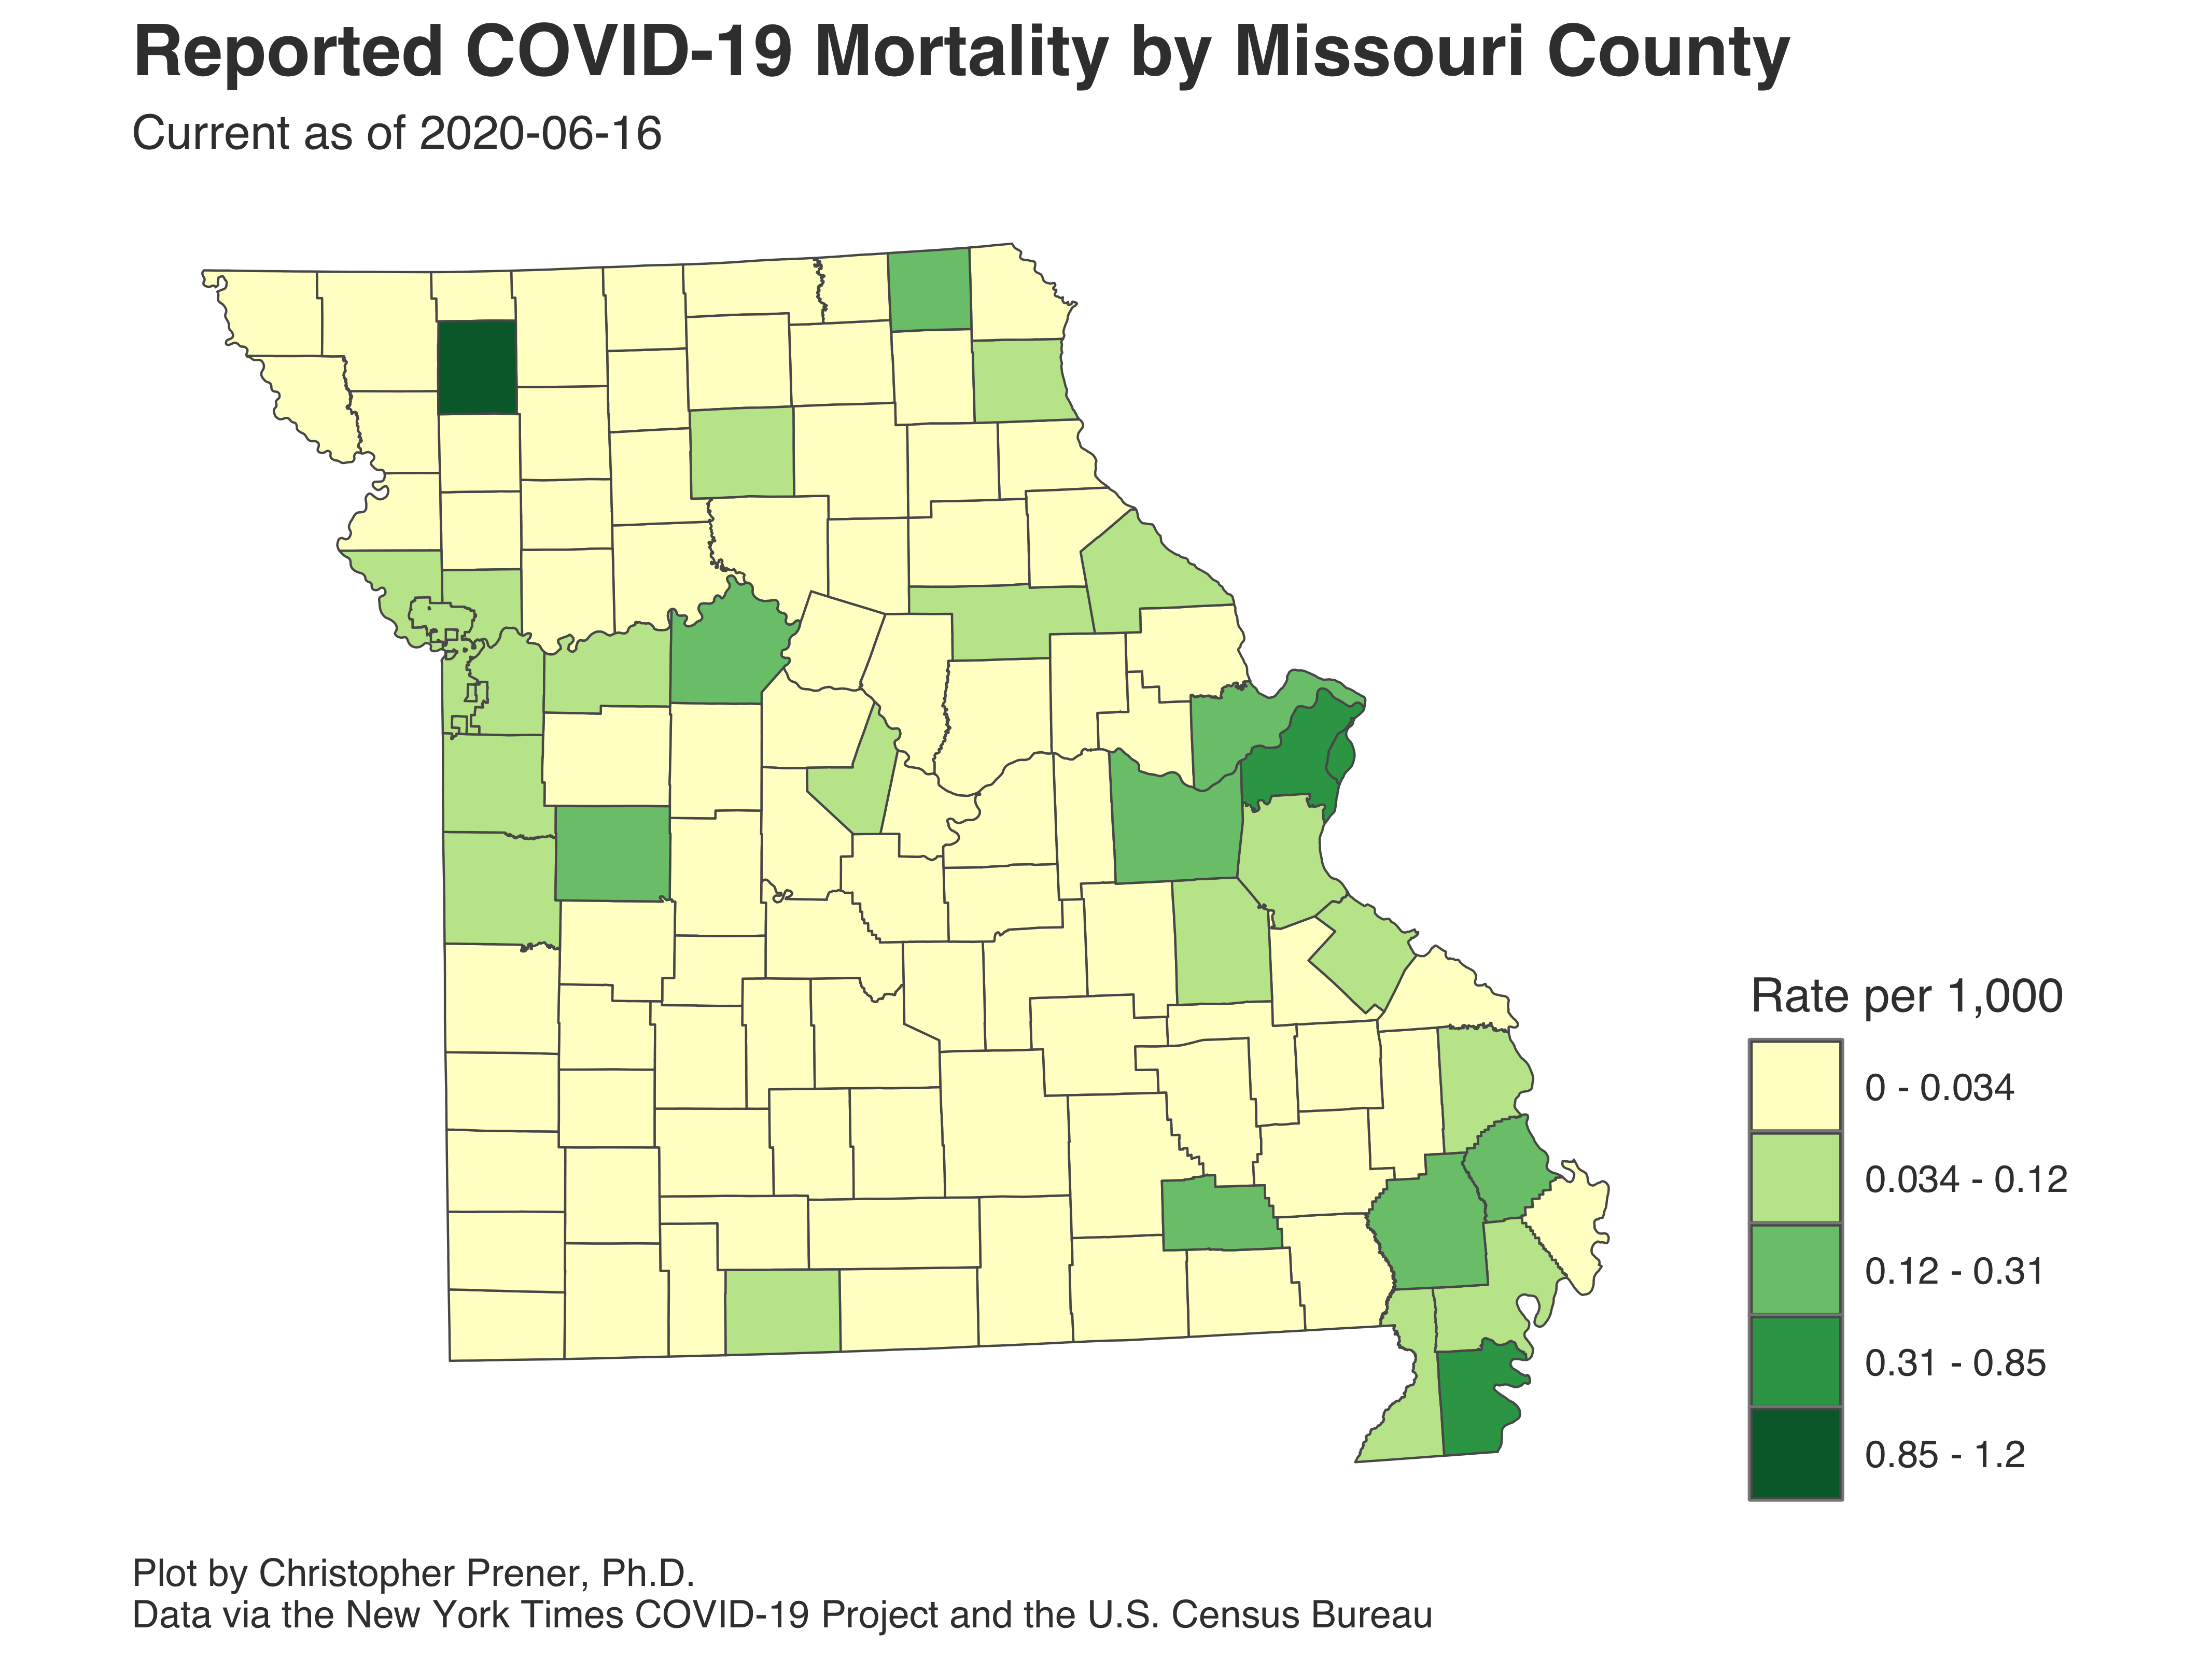 Reported COVID-19 Mortality by Missouri County
Current as of 2020-06-16
Rate per 1,000
0 - 0.034
0.034 - 0.12
0.12 - 0.31
0.31 - 0.85
0.85 - 1.2
Plot by Christopher Prener, Ph.D.
Data via the New York Times COVID-19 Project and the U.S. Census Bureau